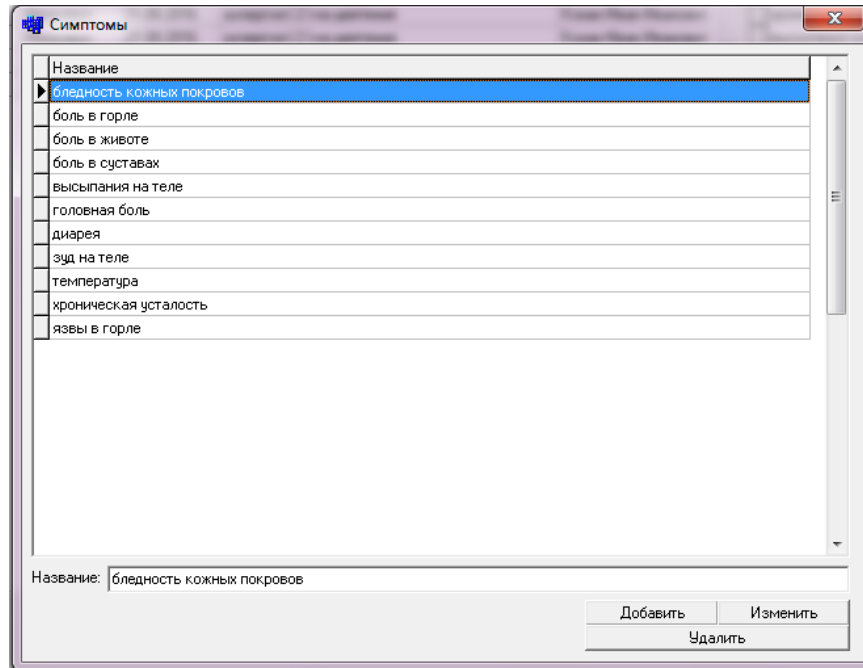 Симптомы
Название
бледность кожных покровов
боль в горле
боль в животе
боль в суставах
высыпания на теле
головная боль
диарея
зуд на теле
температура
хроническая усталость
язвы в горле
Название: бледность кожных покровов
Добавить Изменить
Удалить